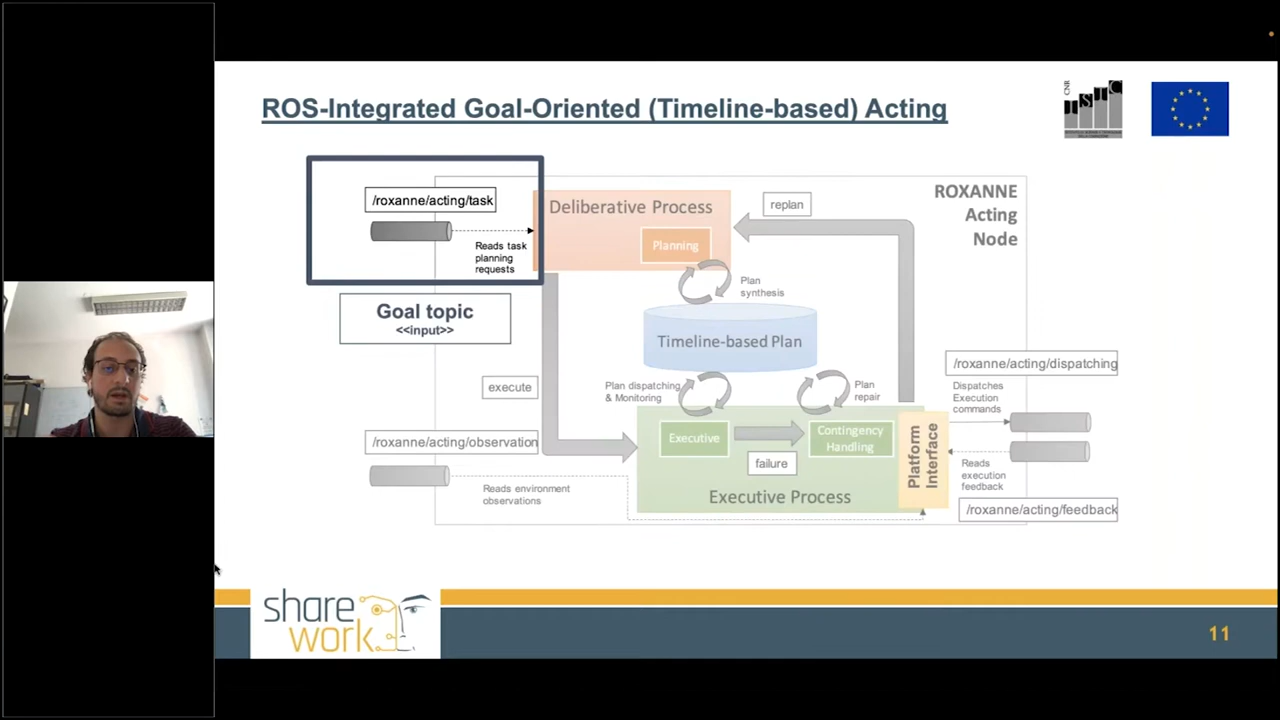 ROS-Integrated Goal-Oriented (Timeline-based) Acting
CNR
ISTC
/roxanne/acting/task
Reads task
planning
requests
Goal topic
<<input>>
Deliberative Process
Planning
replan
ROXANNE
Acting
Node
Plan
synthesis
Timeline-based Plan
execute
Plan dispatching
& Monitoring
Plan
repair
/roxanne/acting/dispatching
Dispatches
Execution
commands
/roxanne/acting/observation
Reads environment
observations
Executive
failure
Contingency
Handling
Executive Process
Platform
Interface
Reads
execution
feedback
/roxanne/acting/feedback
share
work
11